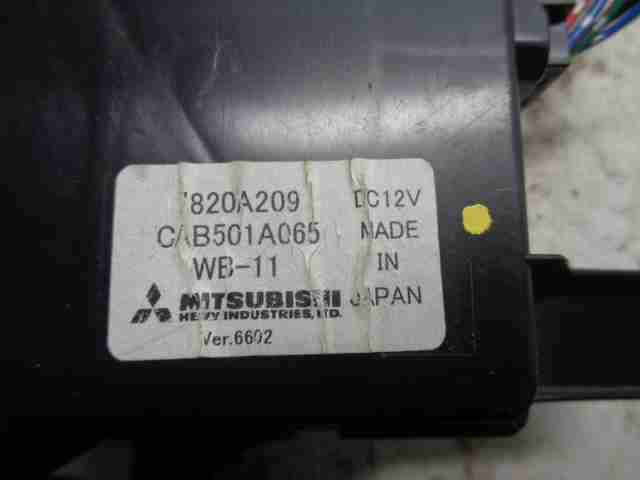 7820A209 DC12V
CAB501A065 MADE
WB-11 IN
MITSUBISHI JAPAN
HEAVY INDUSTRIES, LTD.
Ver.6602